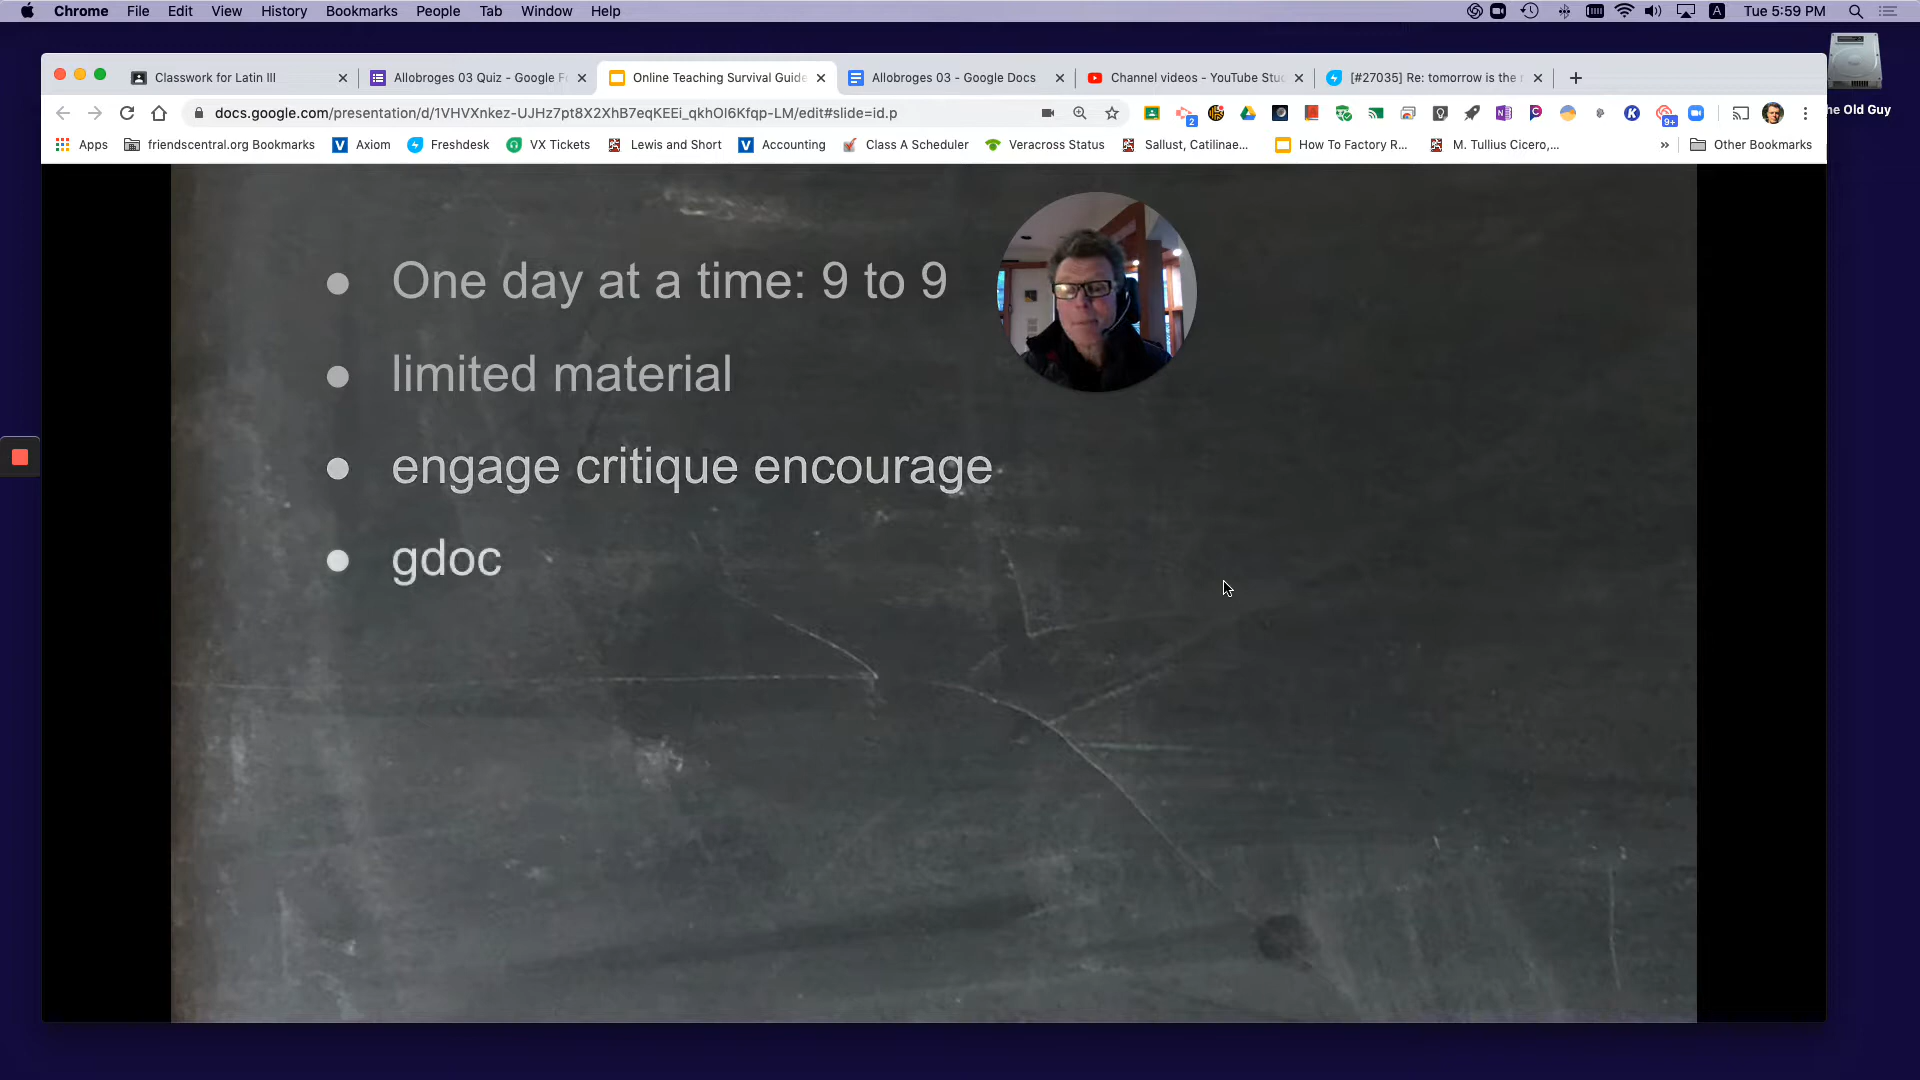 Chrome File Edit View History Bookmarks People Tab Window Help
Tue 5:59 PM
Classwork for Latin III
Allobroges 03 Quiz - Google Fo
Online Teaching Survival Guide
Allobroges 03 - Google Docs
Channel videos - YouTube Stud
[#27035] Re: tomorrow is the
he Old Guy
docs.google.com/presentation/d/1VHVXnkez-UJHz7pt8X2XhB7eqKEEi_qkhOl6Kfqp-LM/edit#slide=id.p
2
9+
Apps friendscentral.org Bookmarks Axiom Freshdesk VX Tickets Lewis and Short Accounting Class A Scheduler Veracross Status Sallust, Catilinae... How To Factory R... M. Tullius Cicero,... » Other Bookmarks
• One day at a time: 9 to 9
• limited material
• engage critique encourage
• gdoc